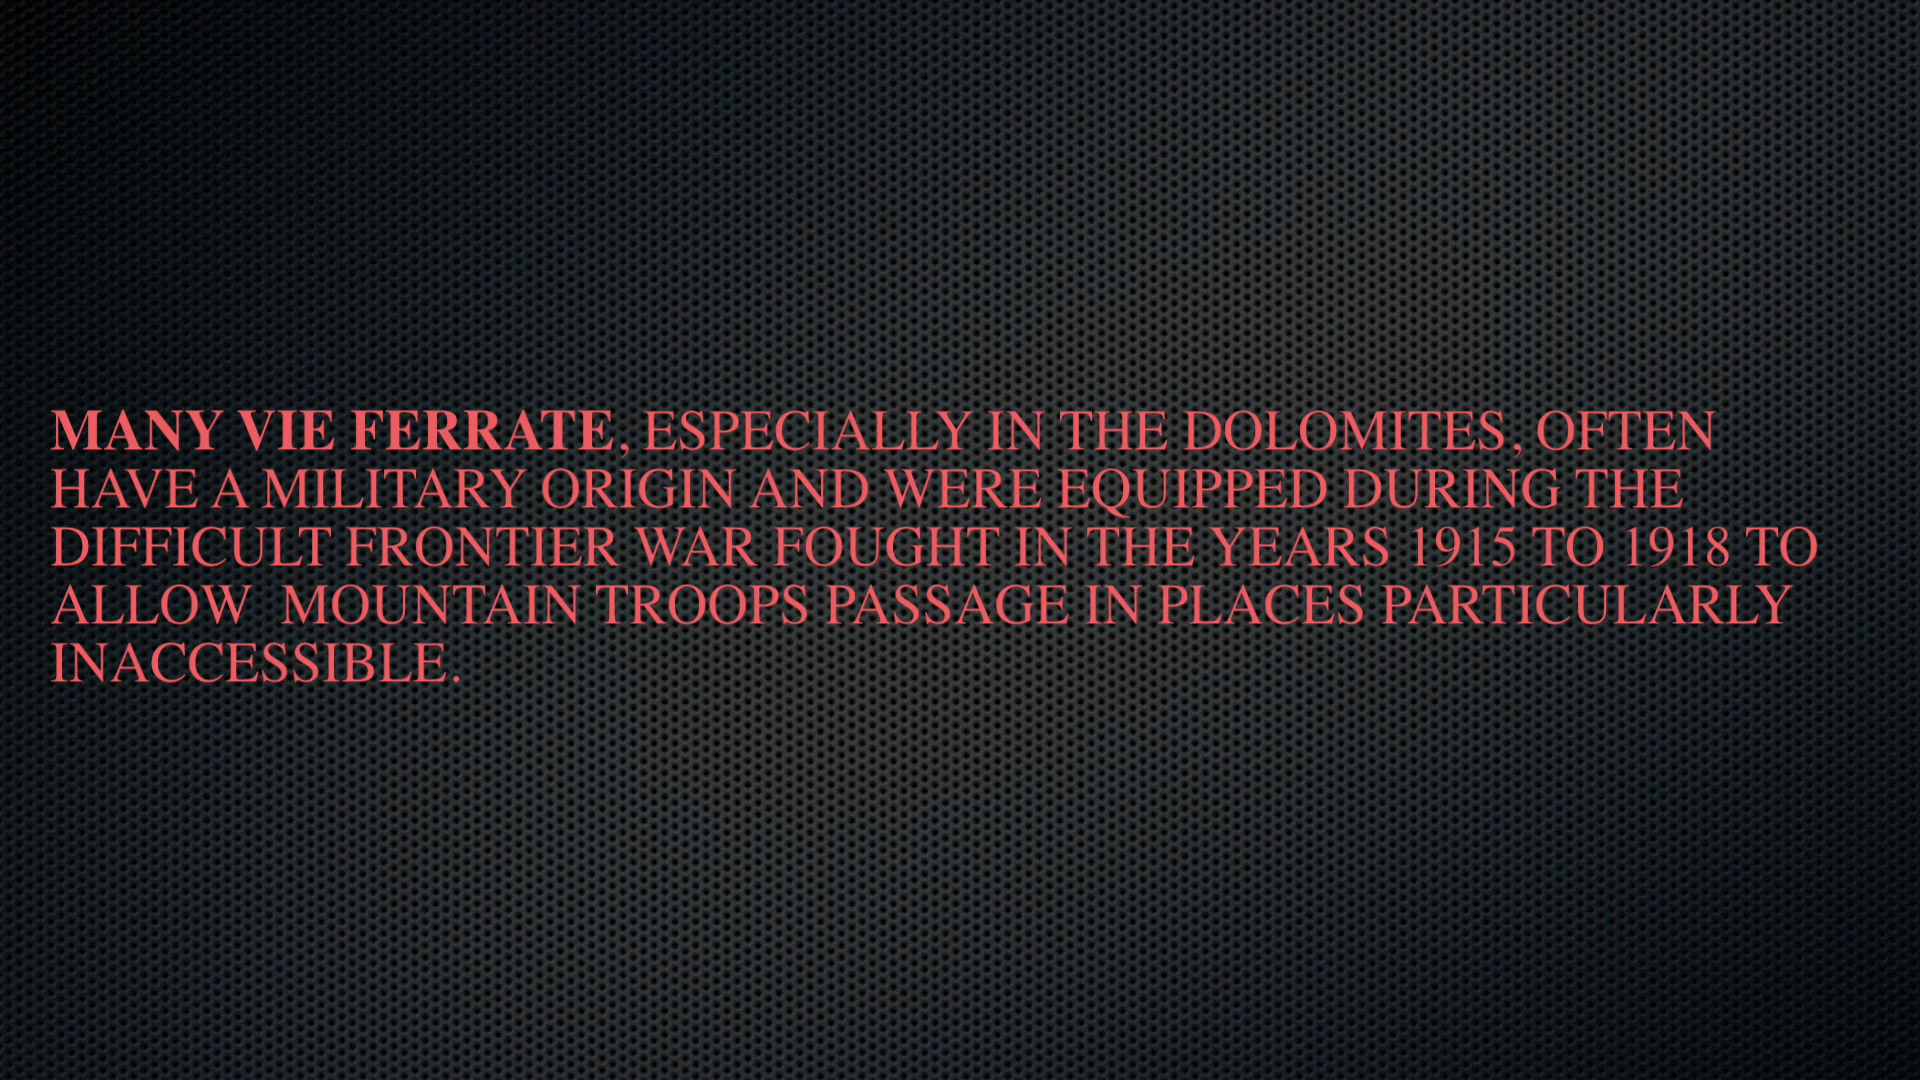 MANY VIE FERRATE, ESPECIALLY IN THE DOLOMITES, OFTEN
HAVE A MILITARY ORIGIN AND WERE EQUIPPED DURING THE
DIFFICULT FRONTIER WAR FOUGHT IN THE YEARS 1915 TO 1918 TO
ALLOW  MOUNTAIN TROOPS PASSAGE IN PLACES PARTICULARLY
INACCESSIBLE.